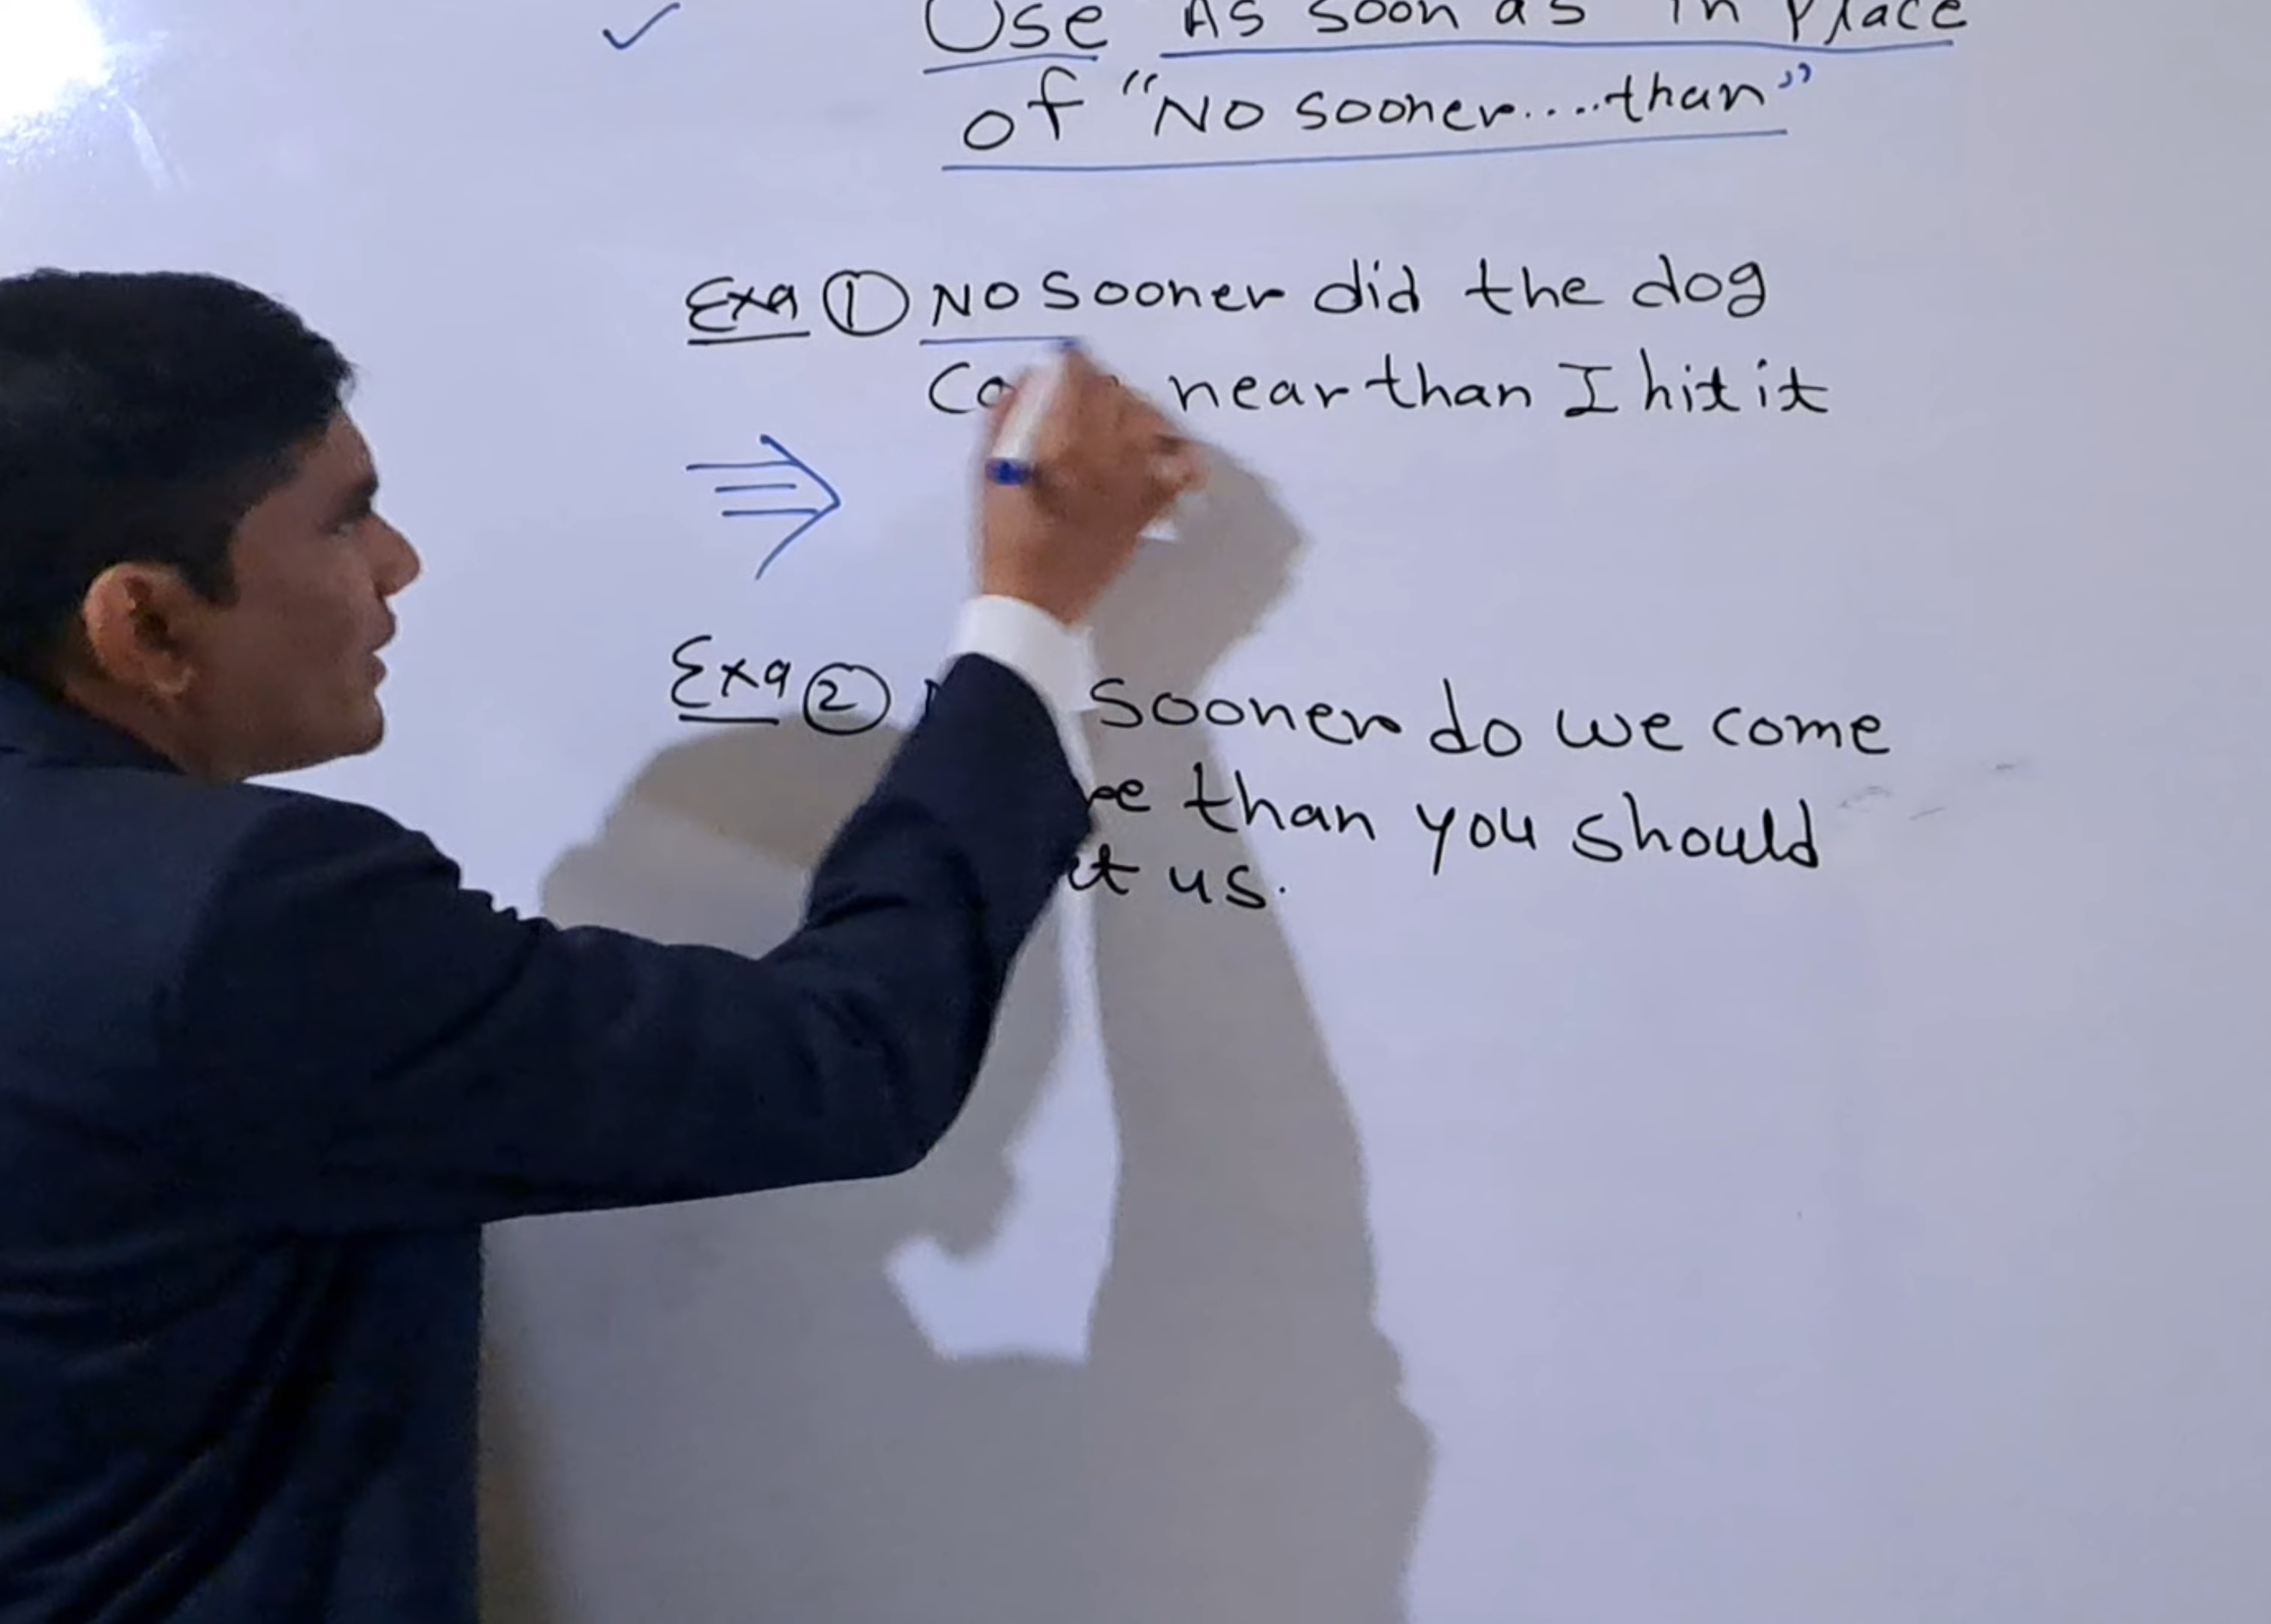 Use As soon as in place
of "No sooner....than"
Exa ① No sooner did the dog
near than I hit it
Exa ② sooner do we come
than you should
us.